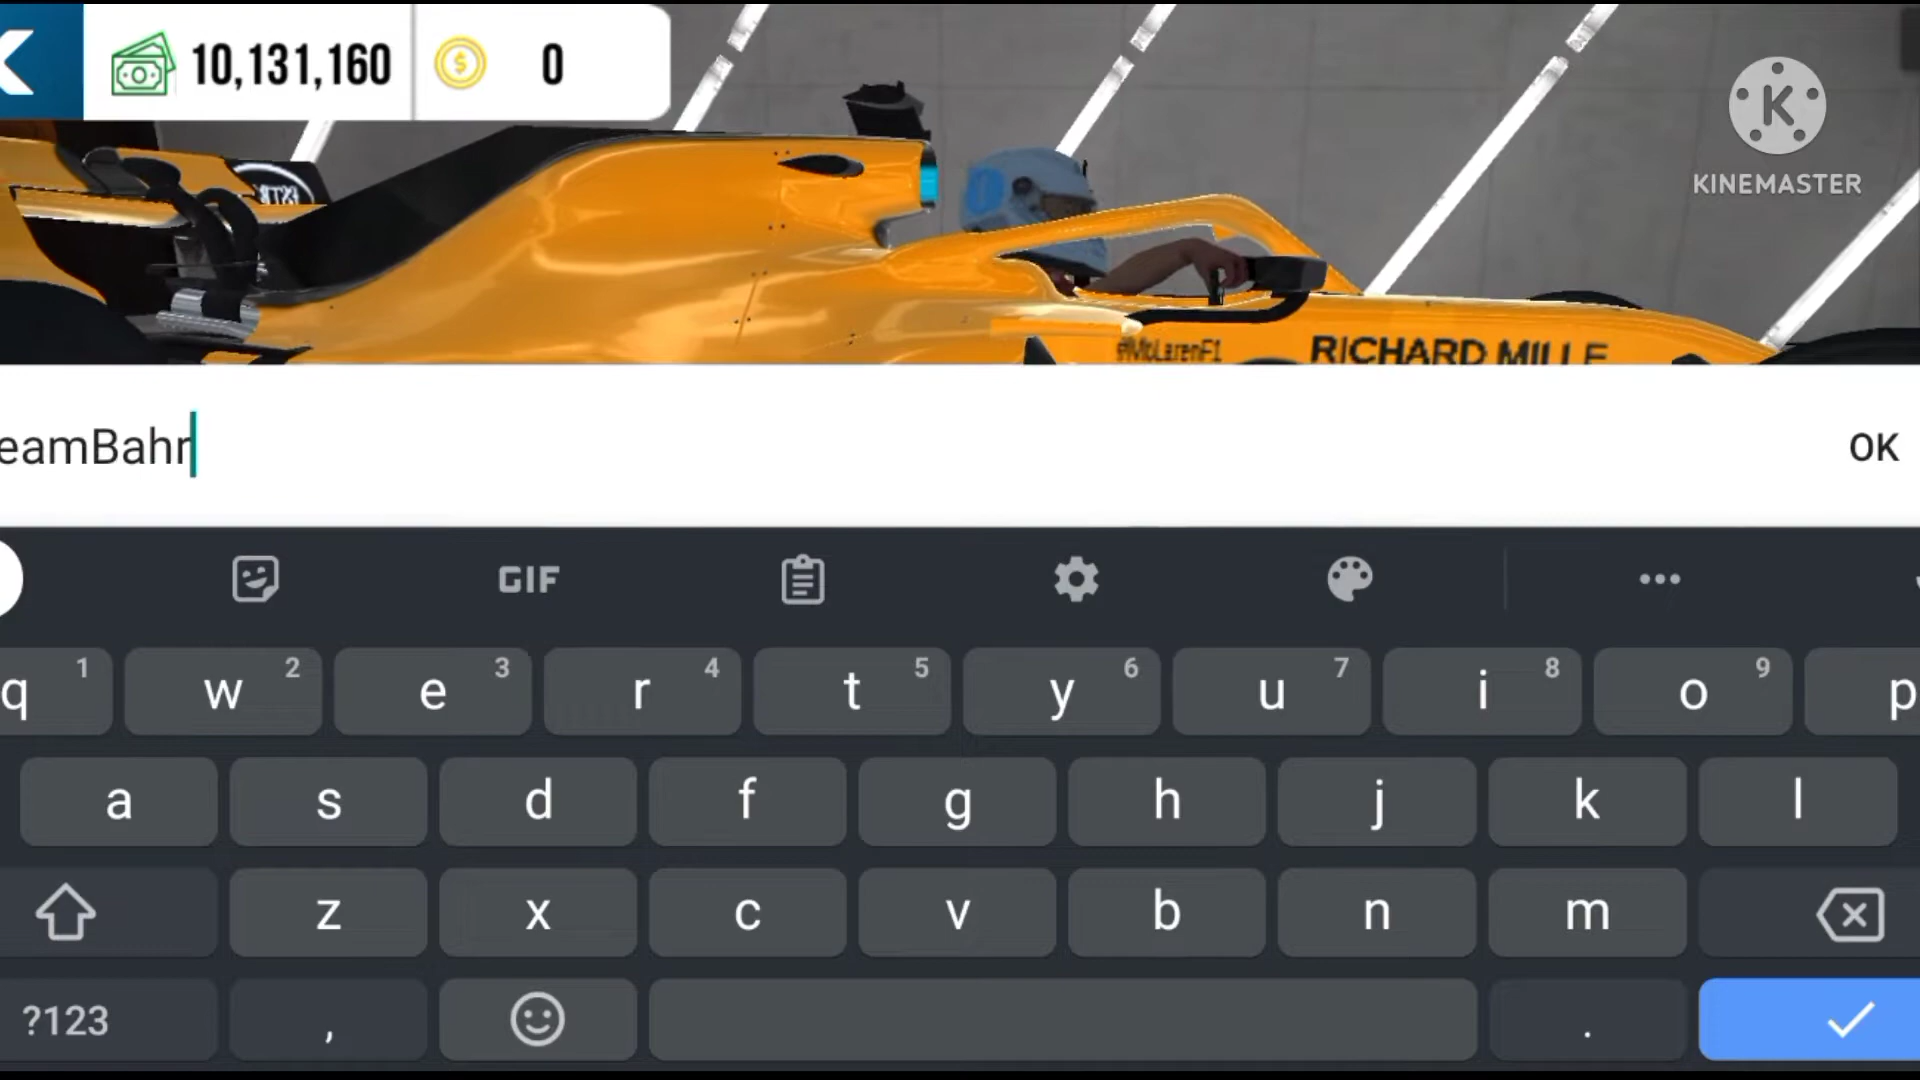 10,131,160 0
KINEMASTER
#McLarenF1 RICHARD MILLE
eamBahr
OK
GIF
q 1 w 2 e 3 r 4 t 5 y 6 u 7 i 8 o 9 p
a s d f g h j k l
z x c v b n m
?123 , .